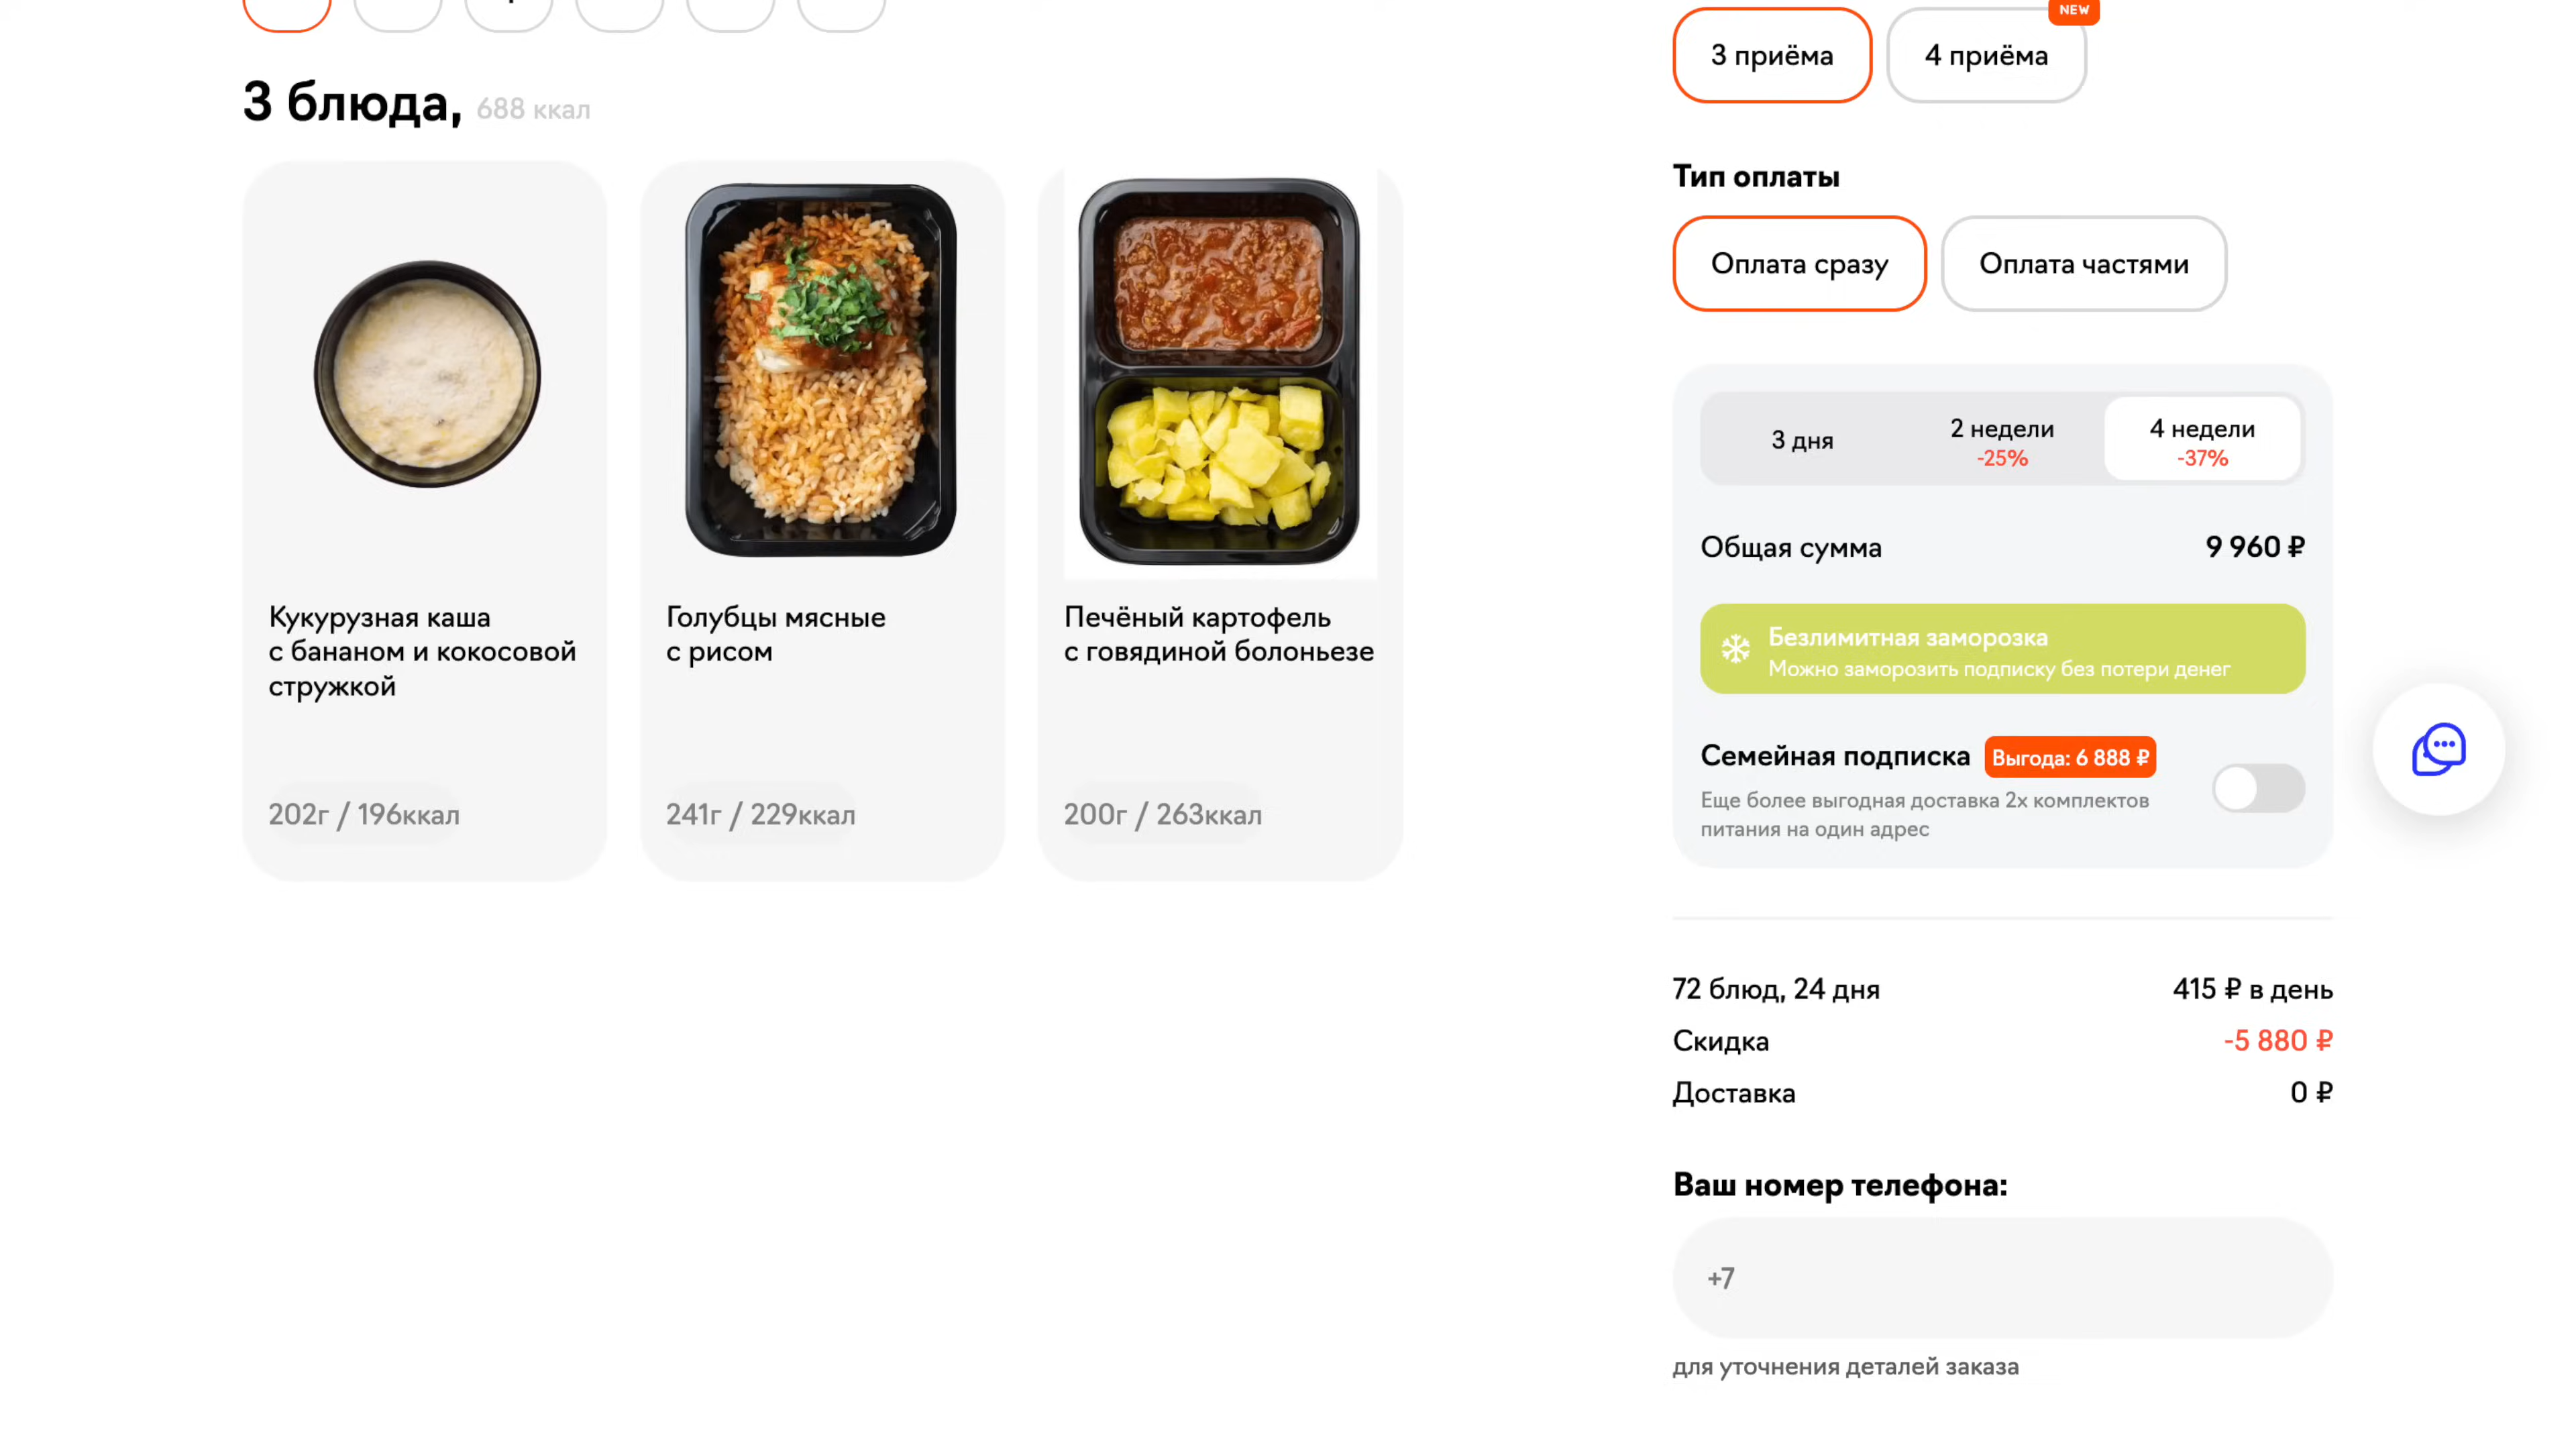 3 блюда, 688 ккал
Кукурузная каша
с бананом и кокосовой
стружкой
202г / 196ккал
Голубцы мясные
с рисом
241г / 229ккал
Печёный картофель
с говядиной болоньезе
200г / 263ккал
NEW
3 приёма
4 приёма
Тип оплаты
Оплата сразу
Оплата частями
3 дня
2 недели
-25%
4 недели
-37%
Общая сумма
9 960 ₽
Безлимитная заморозка
Можно заморозить подписку без потери денег
Семейная подписка
Выгода: 6 888 ₽
Еще более выгодная доставка 2х комплектов
питания на один адрес
72 блюд, 24 дня
415 ₽ в день
Скидка
-5 880 ₽
Доставка
0 ₽
Ваш номер телефона:
+7
для уточнения деталей заказа